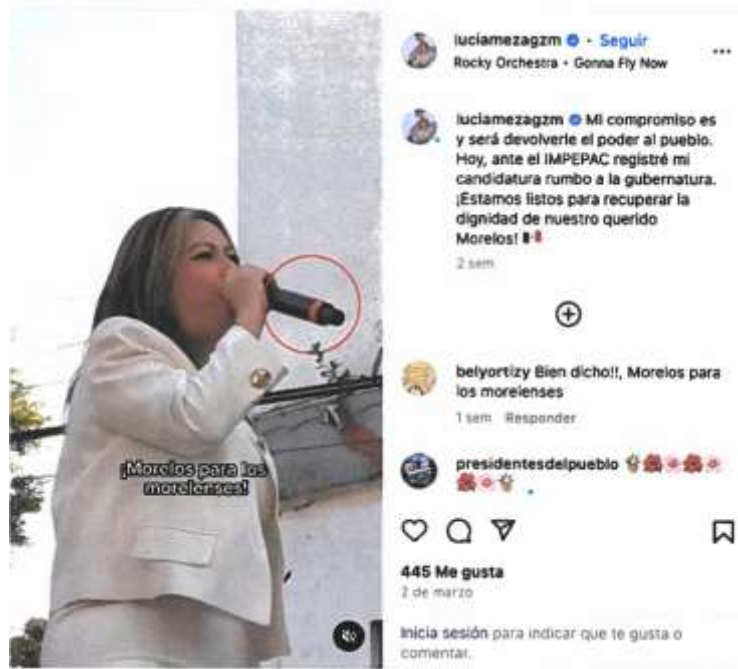 luciamezagzm • Seguir
Rocky Orchestra • Gonna Fly Now
luciamezagzm Mi compromiso es
y será devolverle el poder al pueblo.
Hoy, ante el IMPEPAC registré mi
candidatura rumbo a la gubernatura.
¡Estamos listos para recuperar la
dignidad de nuestro querido
Morelos!
2 sem
belyortizy Bien dicho!!, Morelos para
los morelenses
1 sem Responder
presidentesdelpueblo
445 Me gusta
2 de marzo
Inicia sesión para indicar que te gusta o
comentar.
¡Morelos para los
morelenses!